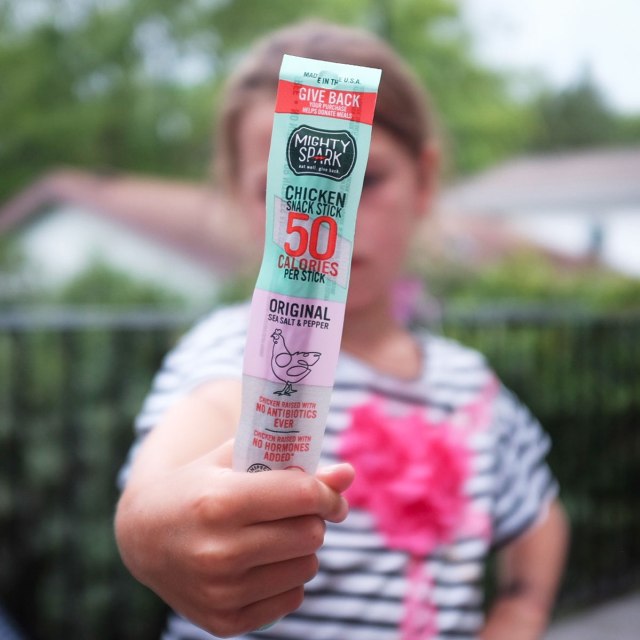 MADE IN THE U.S.A.
GIVE BACK
YOUR PURCHASE
HELPS DONATE MEALS
MIGHTY
SPARK
eat well. give back.
CHICKEN
SNACK STICK
50
CALORIES
PER STICK
ORIGINAL
SEA SALT & PEPPER
CHICKEN RAISED WITH
NO ANTIBIOTICS
EVER
CHICKEN RAISED WITH
NO HORMONES
ADDED*